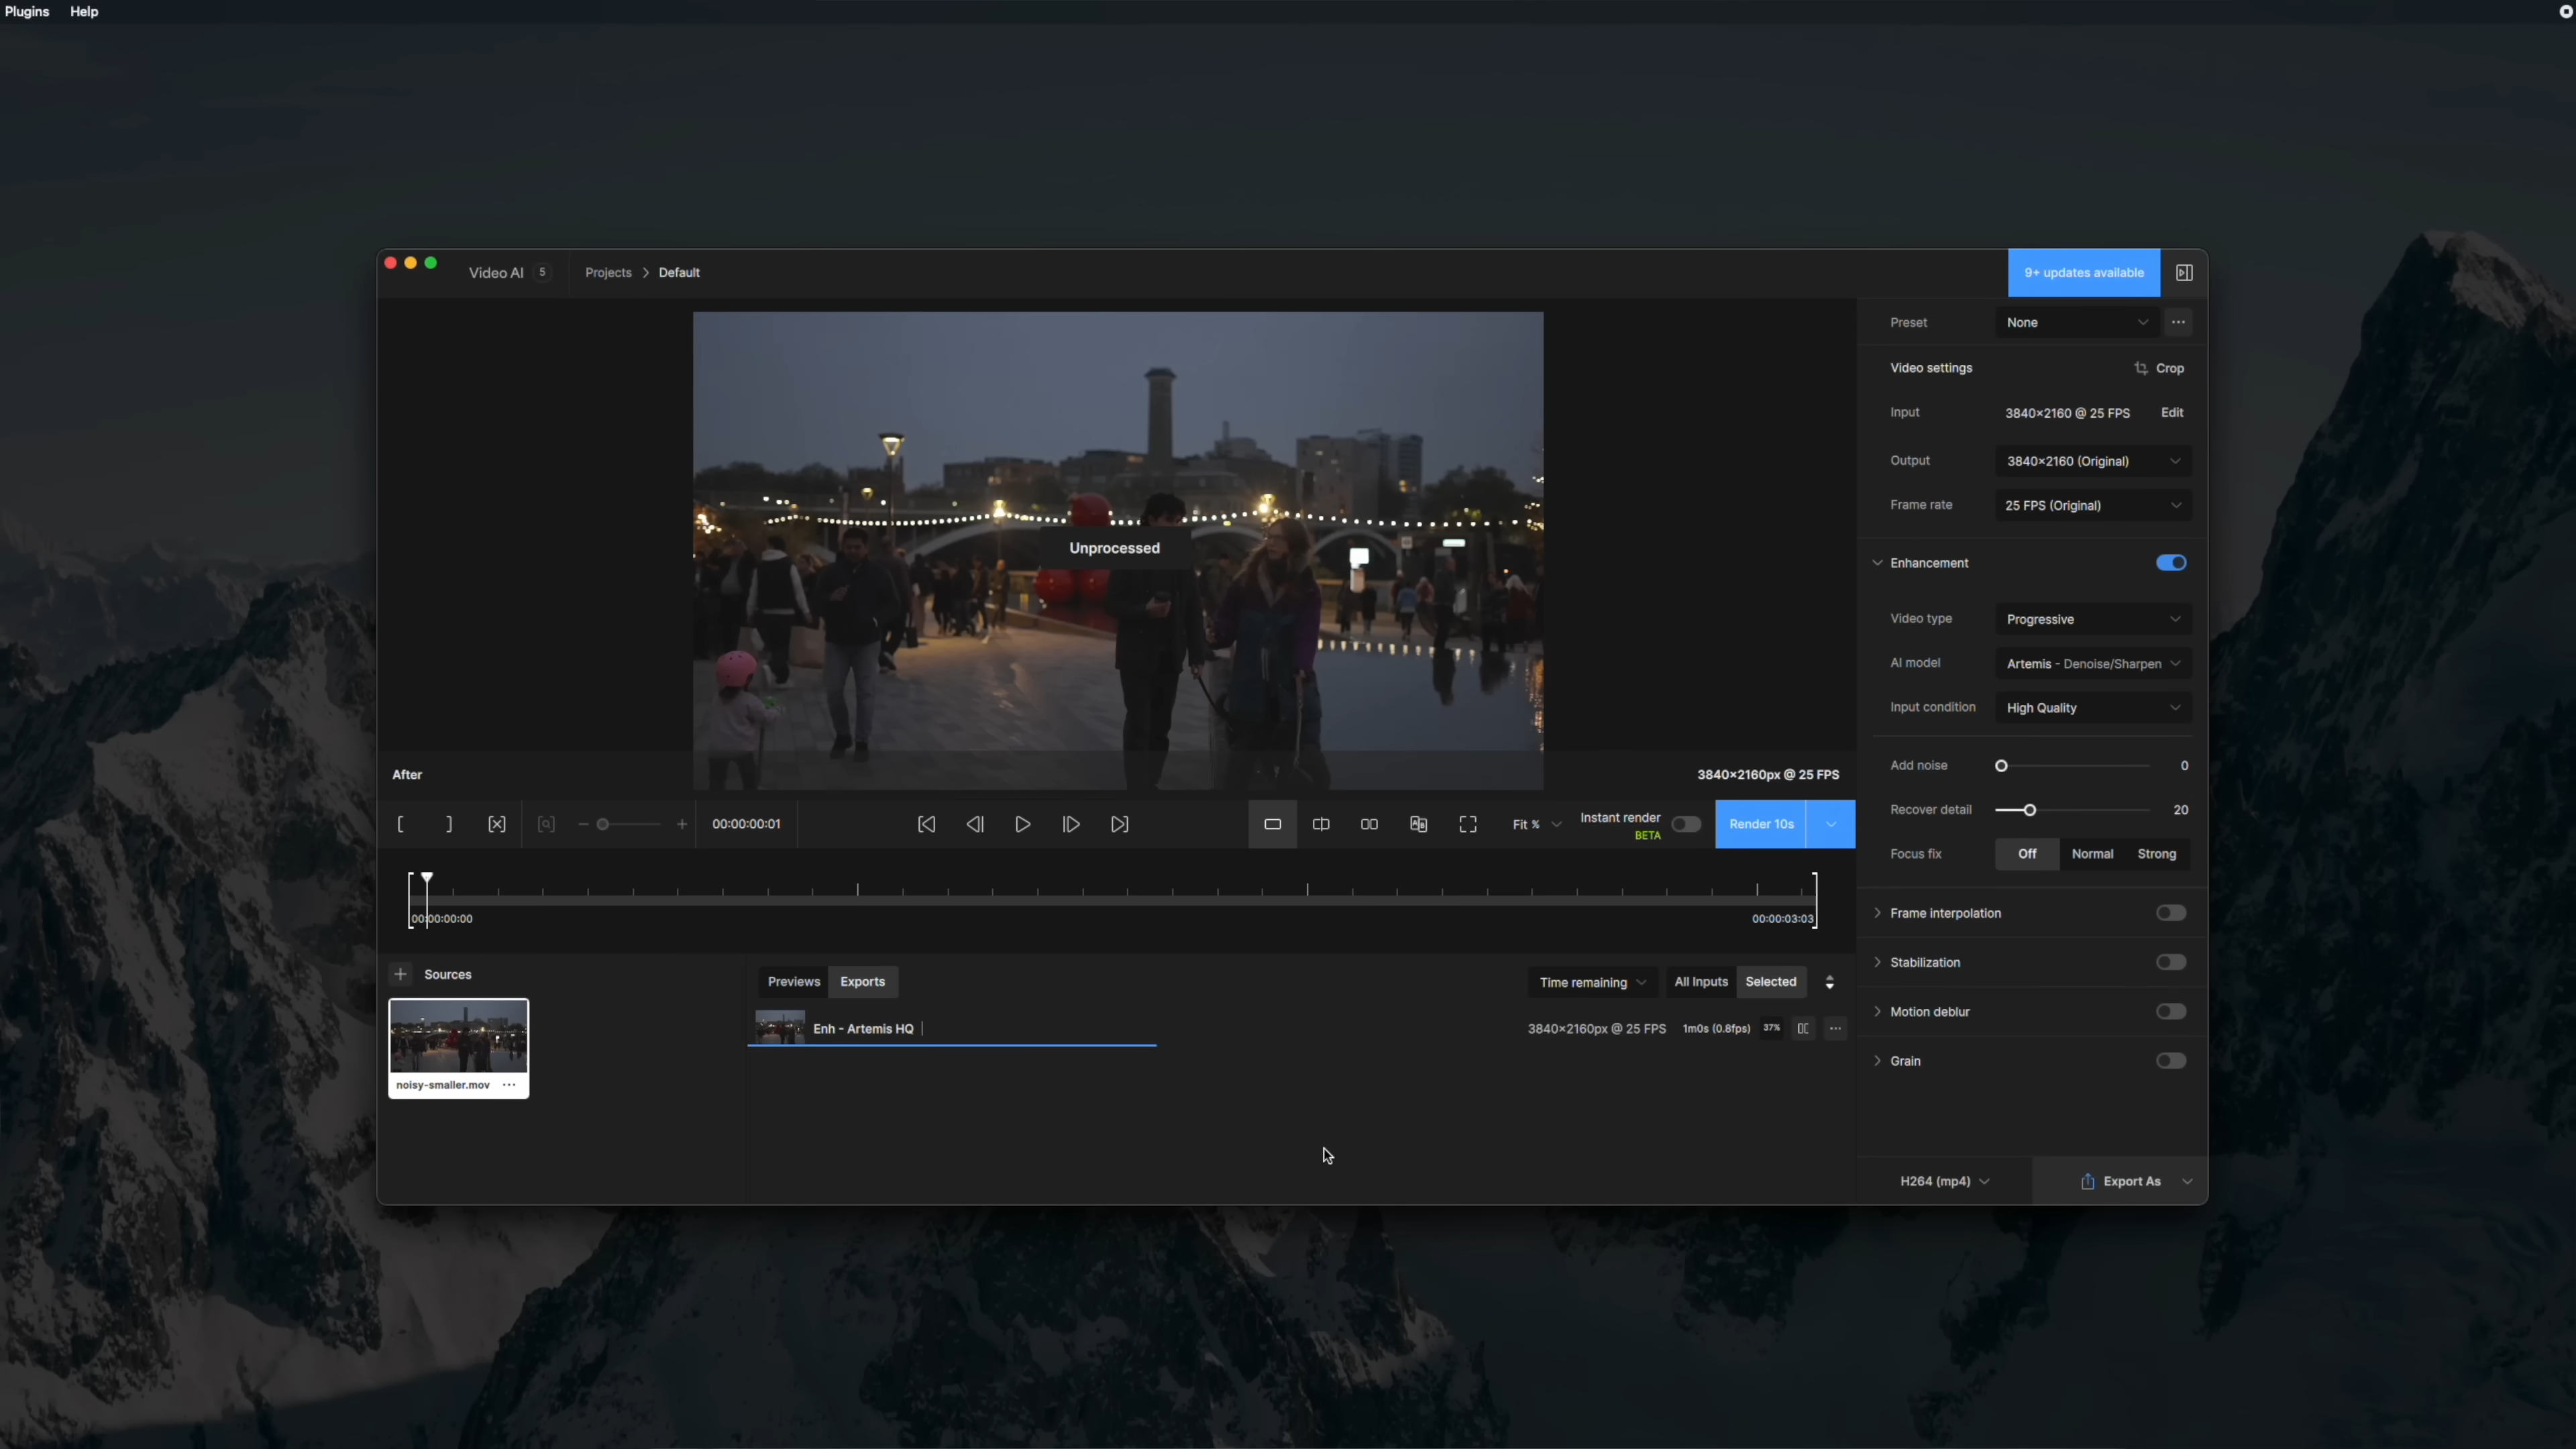 Plugins Help
Video AI 5 Projects > Default 9+ updates available
Preset None
Video settings Crop
Input 3840×2160 @ 25 FPS Edit
Output 3840×2160 (Original)
Frame rate 25 FPS (Original)
Unprocessed
Enhancement
Video type Progressive
AI model Artemis - Denoise/Sharpen
Input condition High Quality
Add noise 0
After 3840×2160px @ 25 FPS
Recover detail 20
00:00:00:01 Fit % Instant render BETA Render 10s
Focus fix Off Normal Strong
00:00:00:00 00:00:03:03
Frame interpolation
Stabilization
Motion deblur
Grain
Sources
noisy-smaller.mov
Previews Exports Time remaining All Inputs Selected
Enh - Artemis HQ 3840×2160px @ 25 FPS 1m0s (0.8fps) 37%
H264 (mp4) Export As